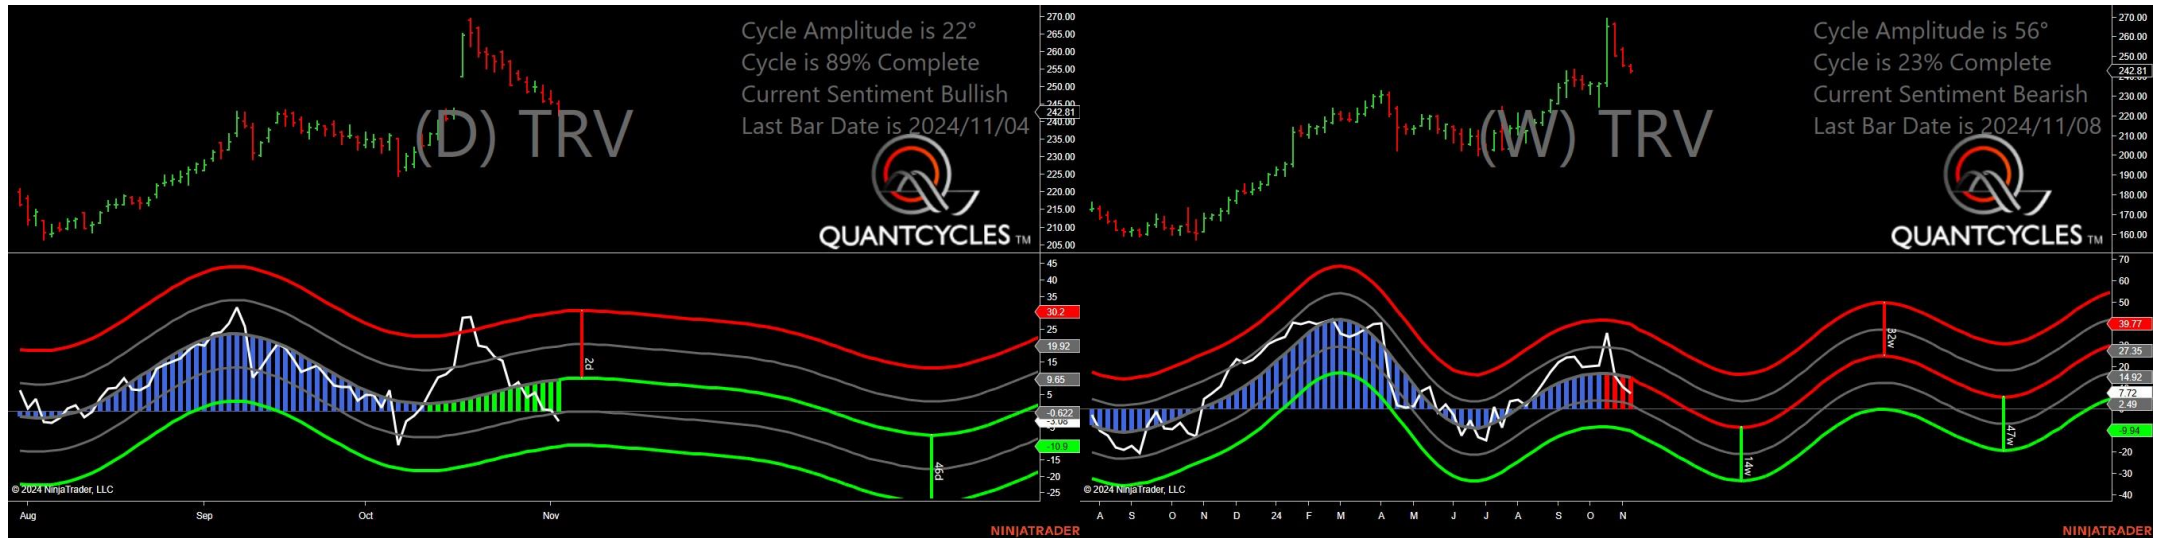 Cycle Amplitude is 22°
Cycle is 89% Complete
Current Sentiment Bullish
Last Bar Date is 2024/11/04
(D) TRV
QUANTCYCLES TM
270.00
265.00
260.00
255.00
250.00
245.00
242.81
240.00
235.00
230.00
225.00
220.00
215.00
210.00
205.00
45
40
35
30.2
25
19.92
15
9.65
5
-0.622
-3.08
-10.9
-15
-20
-25
2d
46d
© 2024 NinjaTrader, LLC
Aug Sep Oct Nov
NINJATRADER
Cycle Amplitude is 56°
Cycle is 23% Complete
Current Sentiment Bearish
Last Bar Date is 2024/11/08
(W) TRV
QUANTCYCLES TM
270.00
260.00
250.00
242.81
230.00
220.00
210.00
200.00
190.00
180.00
170.00
160.00
70
60
50
39.77
27.35
20
14.92
7.72
2.49
-9.94
-20
-30
-40
32w
14w
47w
© 2024 NinjaTrader, LLC
A S O N D 24 F M A M J J A S O N
NINJATRADER